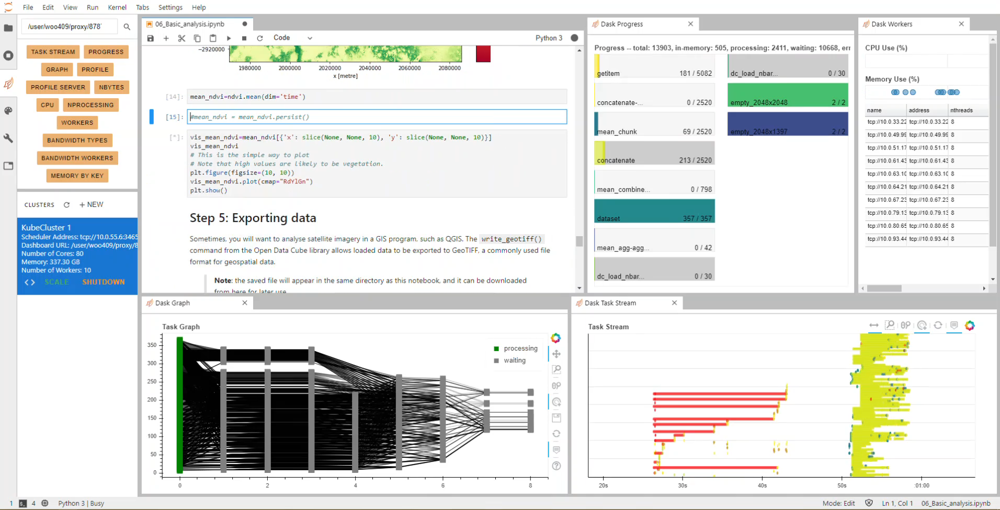 File Edit View Run Kernel Tabs Settings Help
/user/woo409/proxy/878
TASK STREAM PROGRESS
GRAPH PROFILE
PROFILE SERVER NBYTES
CPU NPROCESSING
WORKERS
BANDWIDTH TYPES
BANDWIDTH WORKERS
MEMORY BY KEY
CLUSTERS + NEW
KubeCluster 1
Scheduler Address: tcp://10.0.55.6:3465
Dashboard URL: /user/woo409/proxy/8
Number of Cores: 80
Memory: 337.30 GB
Number of Workers: 10
<> SCALE SHUTDOWN
06_Basic_analysis.ipynb
Code Python 3
−2920000
1980000 2000000 2020000 2040000 2060000 2080000
x [metre]
[14]: mean_ndvi=ndvi.mean(dim='time')
[15]: #mean_ndvi = mean_ndvi.persist()
[*]: vis_mean_ndvi=mean_ndvi[{'x': slice(None, None, 10), 'y': slice(None, None, 10)}]
vis_mean_ndvi
# This is the simple way to plot
# Note that high values are likely to be vegetation.
plt.figure(figsize=(10, 10))
vis_mean_ndvi.plot(cmap="RdYlGn")
plt.show()
Step 5: Exporting data
Sometimes, you will want to analyse satellite imagery in a GIS program, such as QGIS. The write_geotiff()
command from the Open Data Cube library allows loaded data to be exported to GeoTIFF, a commonly used file
format for geospatial data.
Note: the saved file will appear in the same directory as this notebook, and it can be downloaded
from here for later use
Dask Progress
Progress -- total: 13903, in-memory: 505, processing: 2411, waiting: 10668, err
getitem 181 / 5082
concatenate-... 0 / 2520
mean_chunk 69 / 2520
concatenate 213 / 2520
mean_combine... 0 / 798
dataset 357 / 357
mean_agg-agg... 0 / 42
dc_load_nbar... 0 / 30
dc_load_nbar... 0 / 30
empty_2048x2048 2 / 2
empty_2048x1397 2 / 2
Dask Workers
CPU Use (%)
Memory Use (%)
name address nthreads
tcp://10.0.33.22 tcp://10.0.33.22 8
tcp://10.0.49.99 tcp://10.0.49.99 8
tcp://10.0.51.17 tcp://10.0.51.17 8
tcp://10.0.61.43 tcp://10.0.61.43 8
tcp://10.0.63.10 tcp://10.0.63.10 8
tcp://10.0.64.21 tcp://10.0.64.21 8
tcp://10.0.67.23 tcp://10.0.67.23 8
tcp://10.0.79.13 tcp://10.0.79.13 8
tcp://10.0.80.65 tcp://10.0.80.65 8
tcp://10.0.93.44 tcp://10.0.93.44 8
Dask Graph
Task Graph
processing
waiting
350
300
250
200
150
100
50
0
0 2 4 6 8
Dask Task Stream
Task Stream
20s 30s 40s 50s :01:00
1 4 Python 3 | Busy Mode: Edit Ln 1, Col 1 06_Basic_analysis.ipynb